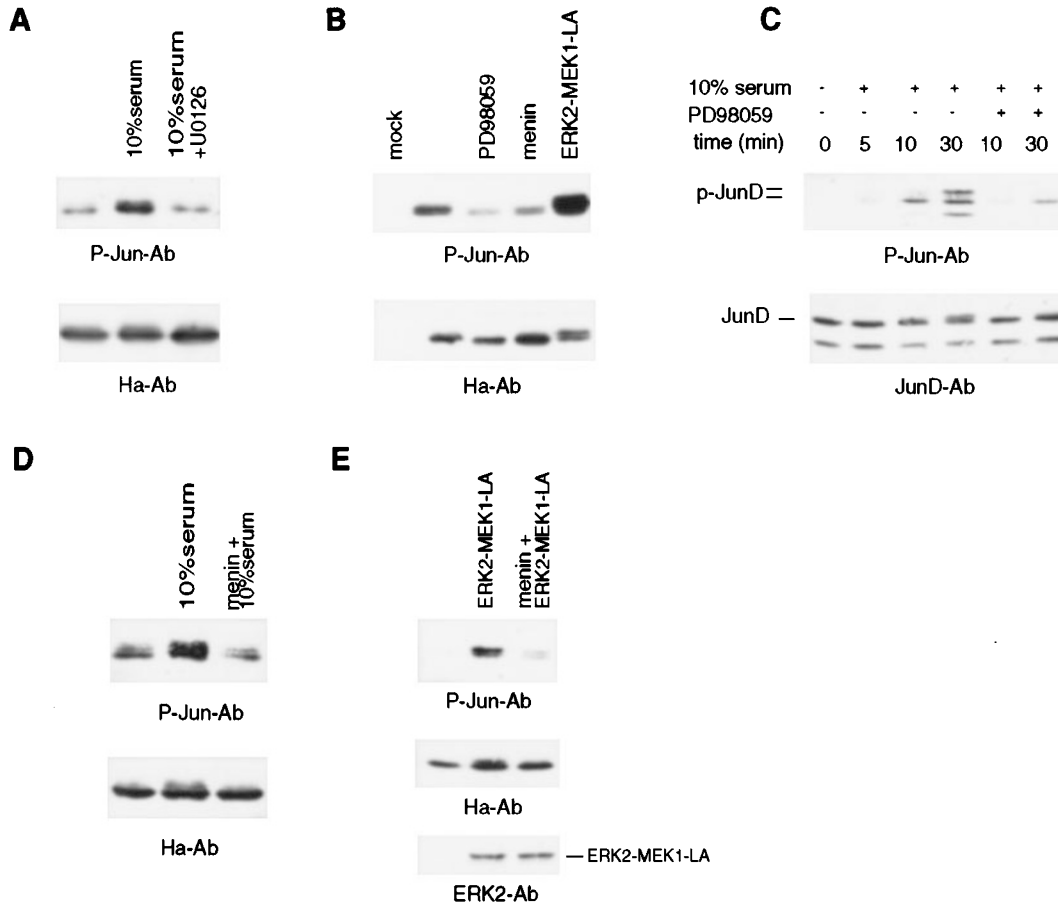 A
10%serum
10%serum
+U0126
P-Jun-Ab
Ha-Ab
B
mock
PD98059
menin
ERK2-MEK1-LA
P-Jun-Ab
Ha-Ab
C
10% serum - + + + + +
PD98059 - - - - + +
time (min) 0 5 10 30 10 30
p-JunD
P-Jun-Ab
JunD
JunD-Ab
D
10%serum
menin +
10%serum
P-Jun-Ab
Ha-Ab
E
ERK2-MEK1-LA
menin +
ERK2-MEK1-LA
P-Jun-Ab
Ha-Ab
ERK2-MEK1-LA
ERK2-Ab